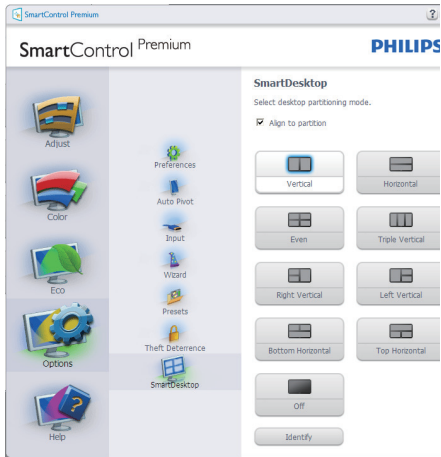 SmartControl Premium
?
SmartControl Premium
PHILIPS
Adjust
Color
Eco
Options
Help
Preferences
Auto Pivot
Input
Wizard
Presets
Theft Deterrence
SmartDesktop
SmartDesktop
Select desktop partitioning mode.
Align to partition
Vertical
Horizontal
Even
Triple Vertical
Right Vertical
Left Vertical
Bottom Horizontal
Top Horizontal
Off
Identify